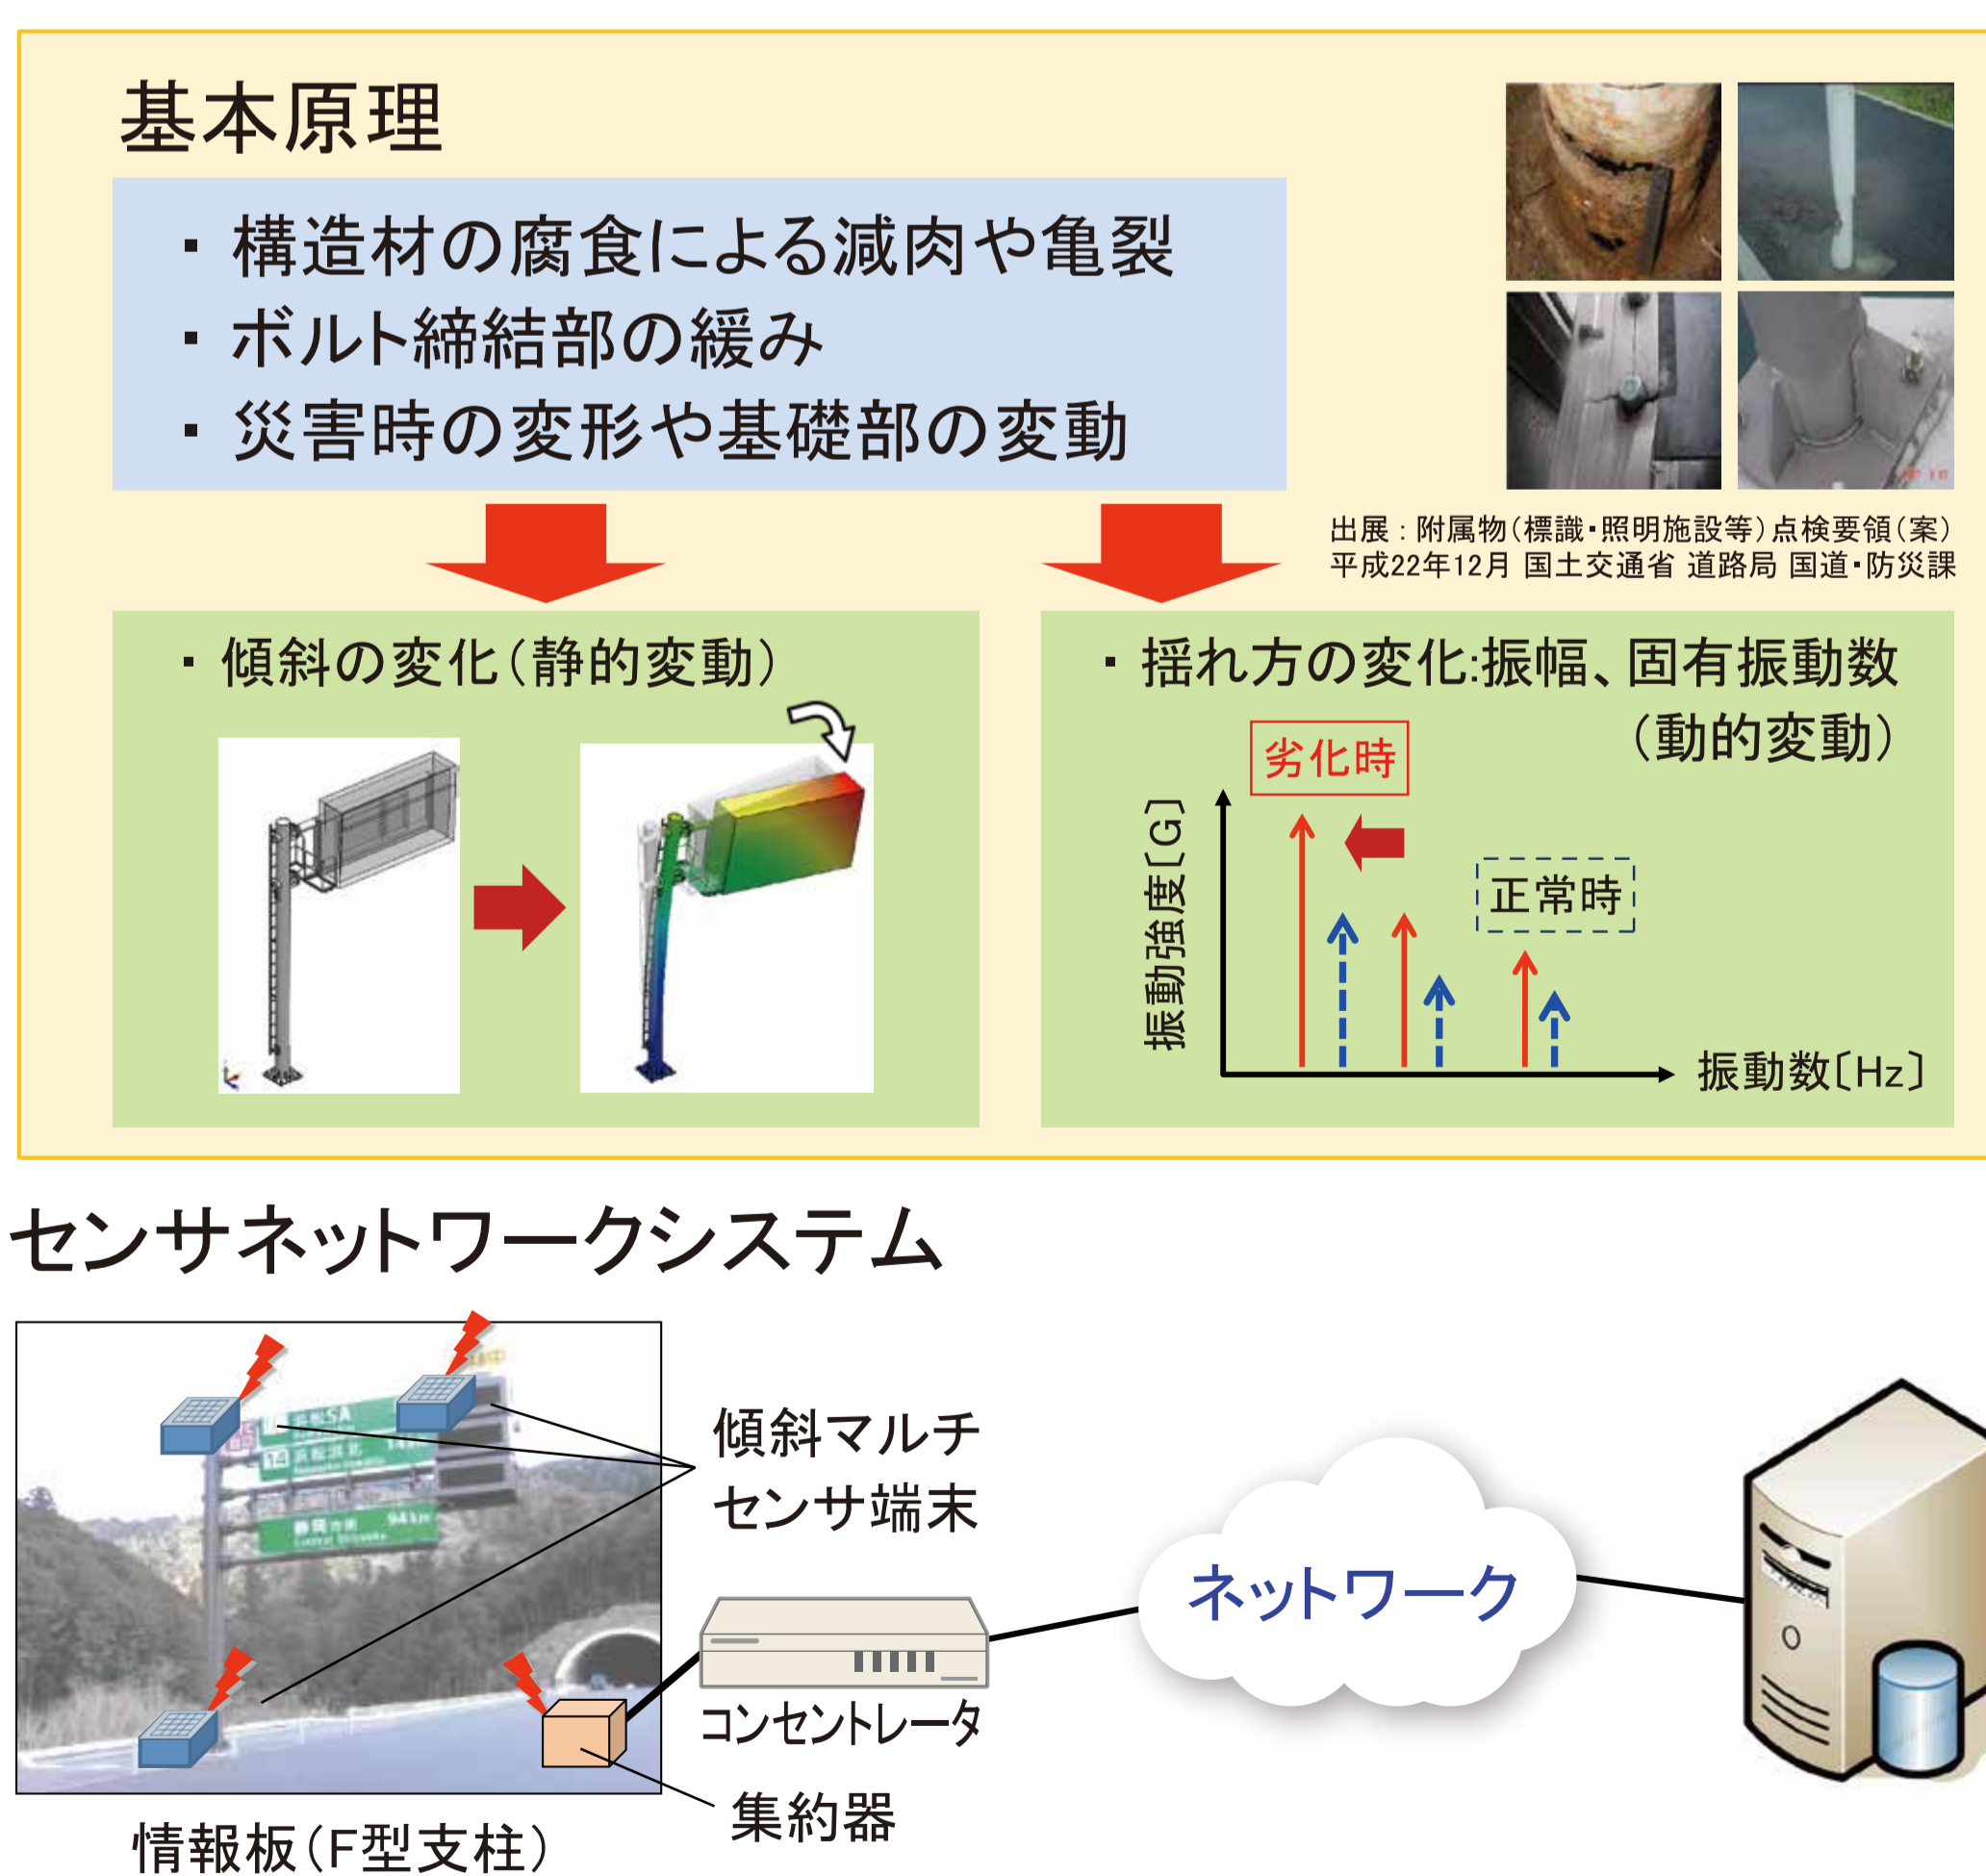 基本原理
・構造材の腐食による減肉や亀裂
・ボルト締結部の緩み
・災害時の変形や基礎部の変動
出展：附属物（標識・照明施設等）点検要領（案）
平成22年12月 国土交通省 道路局 国道・防災課
・傾斜の変化（静的変動）
・揺れ方の変化：振幅、固有振動数
（動的変動）
劣化時
正常時
振動強度〔G〕
振動数〔Hz〕
センサネットワークシステム
傾斜マルチ
センサ端末
ネットワーク
コンセントレータ
集約器
情報板（F型支柱）
SA
14
静岡
94km